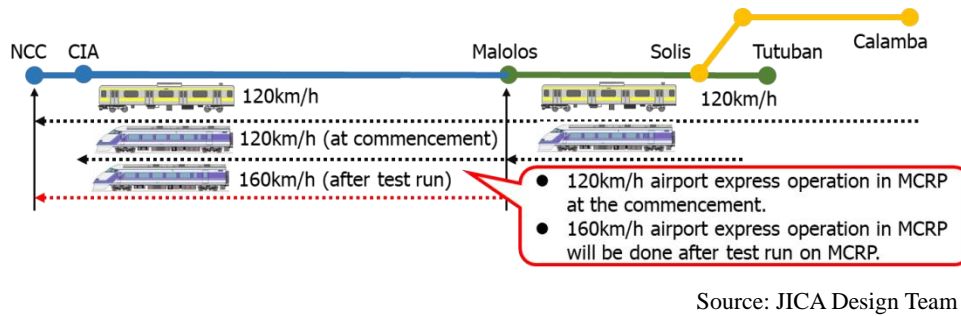 NCC
CIA
Malolos
Solis
Tutuban
Calamba
120km/h
120km/h
120km/h (at commencement)
160km/h (after test run)
● 120km/h airport express operation in MCRP
at the commencement.
● 160km/h airport express operation in MCRP
will be done after test run on MCRP.
Source: JICA Design Team